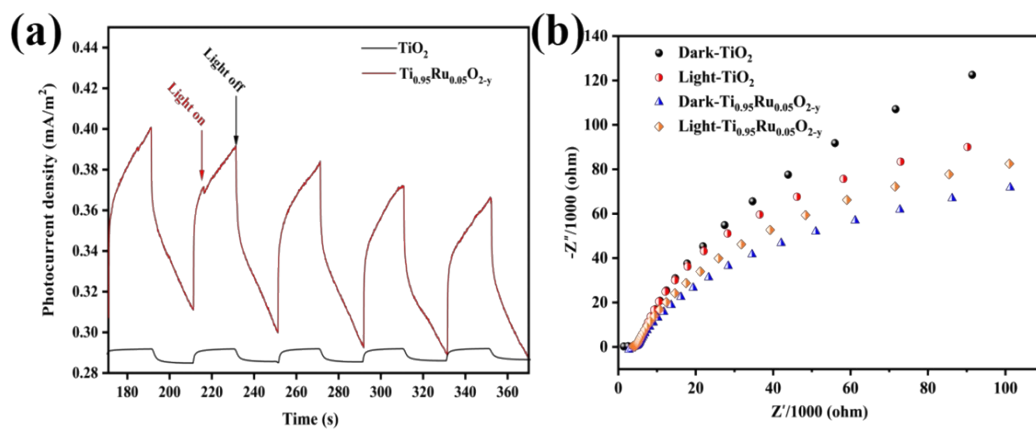 (a)
0.44
0.42
0.40
0.38
0.36
0.34
0.32
0.30
0.28
Photocurrent density (mA/m²)
TiO₂
Ti₀.₉₅Ru₀.₀₅O₂₋y
Light on
Light off
180 200 220 240 260 280 300 320 340 360
Time (s)
(b)
140
120
100
80
60
40
20
0
-Z''/1000 (ohm)
Dark-TiO₂
Light-TiO₂
Dark-Ti₀.₉₅Ru₀.₀₅O₂₋y
Light-Ti₀.₉₅Ru₀.₀₅O₂₋y
0 20 40 60 80 100
Z'/1000 (ohm)